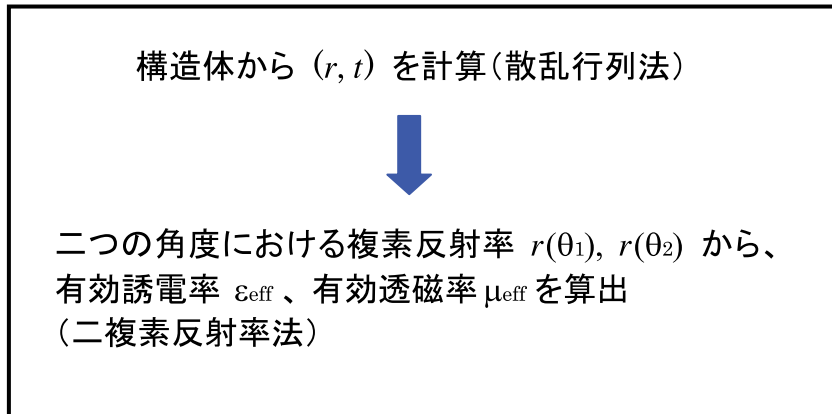 構造体から (r, t) を計算(散乱行列法)
二つの角度における複素反射率 r(θ1), r(θ2) から、
有効誘電率 εeff 、有効透磁率 μeff を算出
(二複素反射率法)